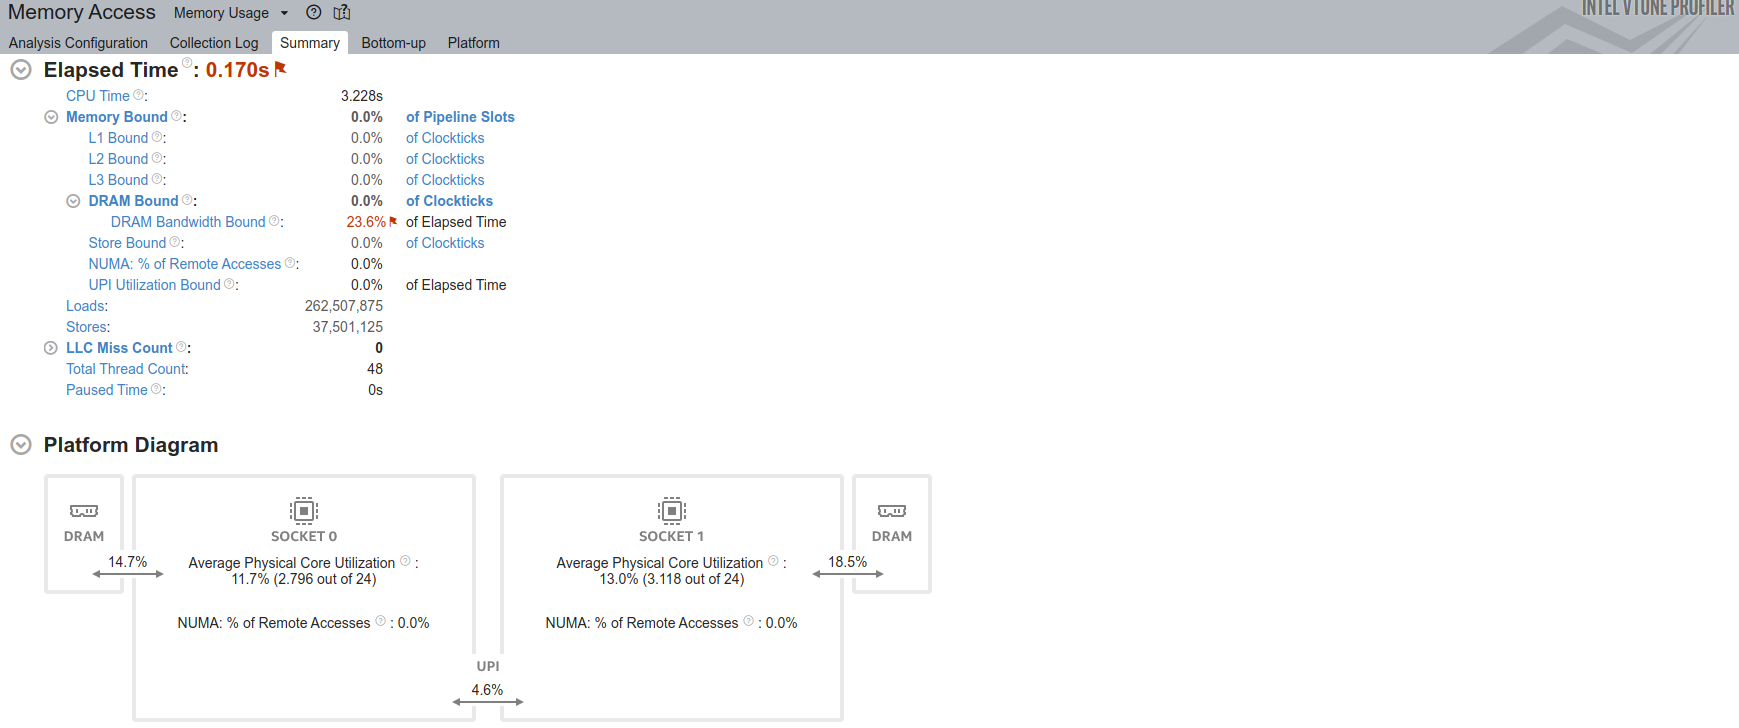 Memory Access Memory Usage
INTEL VTUNE PROFILER
Analysis Configuration Collection Log Summary Bottom-up Platform
Elapsed Time : 0.170s
CPU Time : 3.228s
Memory Bound : 0.0% of Pipeline Slots
L1 Bound : 0.0% of Clockticks
L2 Bound : 0.0% of Clockticks
L3 Bound : 0.0% of Clockticks
DRAM Bound : 0.0% of Clockticks
DRAM Bandwidth Bound : 23.6% of Elapsed Time
Store Bound : 0.0% of Clockticks
NUMA: % of Remote Accesses : 0.0%
UPI Utilization Bound : 0.0% of Elapsed Time
Loads: 262,507,875
Stores: 37,501,125
LLC Miss Count : 0
Total Thread Count: 48
Paused Time : 0s
Platform Diagram
DRAM
14.7%
SOCKET 0
Average Physical Core Utilization :
11.7% (2.796 out of 24)
NUMA: % of Remote Accesses : 0.0%
SOCKET 1
Average Physical Core Utilization :
13.0% (3.118 out of 24)
NUMA: % of Remote Accesses : 0.0%
DRAM
18.5%
UPI
4.6%